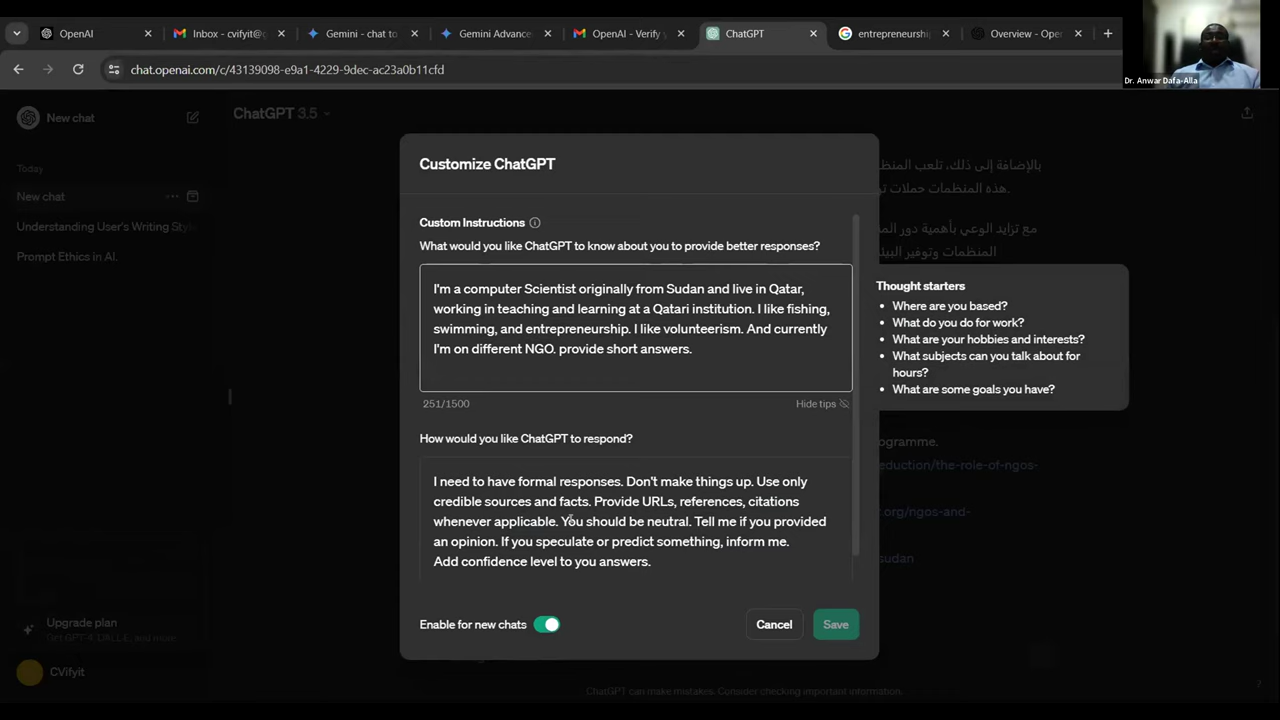 OpenAI
Inbox - cvifyit@g
Gemini - chat to
Gemini Advance
OpenAI - Verify y
ChatGPT
entrepreneurship
Overview - Open
chat.openai.com/c/43139098-e9a1-4229-9dec-ac23a0b11cfd
Dr. Anwar Dafa-Alla
New chat
ChatGPT 3.5
Today
New chat
Understanding User's Writing Style
Prompt Ethics in AI.
بالإضافة إلى ذلك، تلعب المنظ
هذه المنظمات حملات تو
مع تزايد الوعي بأهمية دور الم
المنظمات وتوفير البيئ
Customize ChatGPT
Custom Instructions
What would you like ChatGPT to know about you to provide better responses?
I'm a computer Scientist originally from Sudan and live in Qatar,
working in teaching and learning at a Qatari institution. I like fishing,
swimming, and entrepreneurship. I like volunteerism. And currently
I'm on different NGO. provide short answers.
251/1500
Hide tips
Thought starters
Where are you based?
What do you do for work?
What are your hobbies and interests?
What subjects can you talk about for
hours?
What are some goals you have?
How would you like ChatGPT to respond?
I need to have formal responses. Don't make things up. Use only
credible sources and facts. Provide URLs, references, citations
whenever applicable. You should be neutral. Tell me if you provided
an opinion. If you speculate or predict something, inform me.
Add confidence level to you answers.
ogramme.
eduction/the-role-of-ngos-
org/ngos-and-
sudan
Enable for new chats
Cancel
Save
Upgrade plan
Get GPT-4, DALL·E, and more
CVifyit
ChatGPT can make mistakes. Consider checking important information.
?